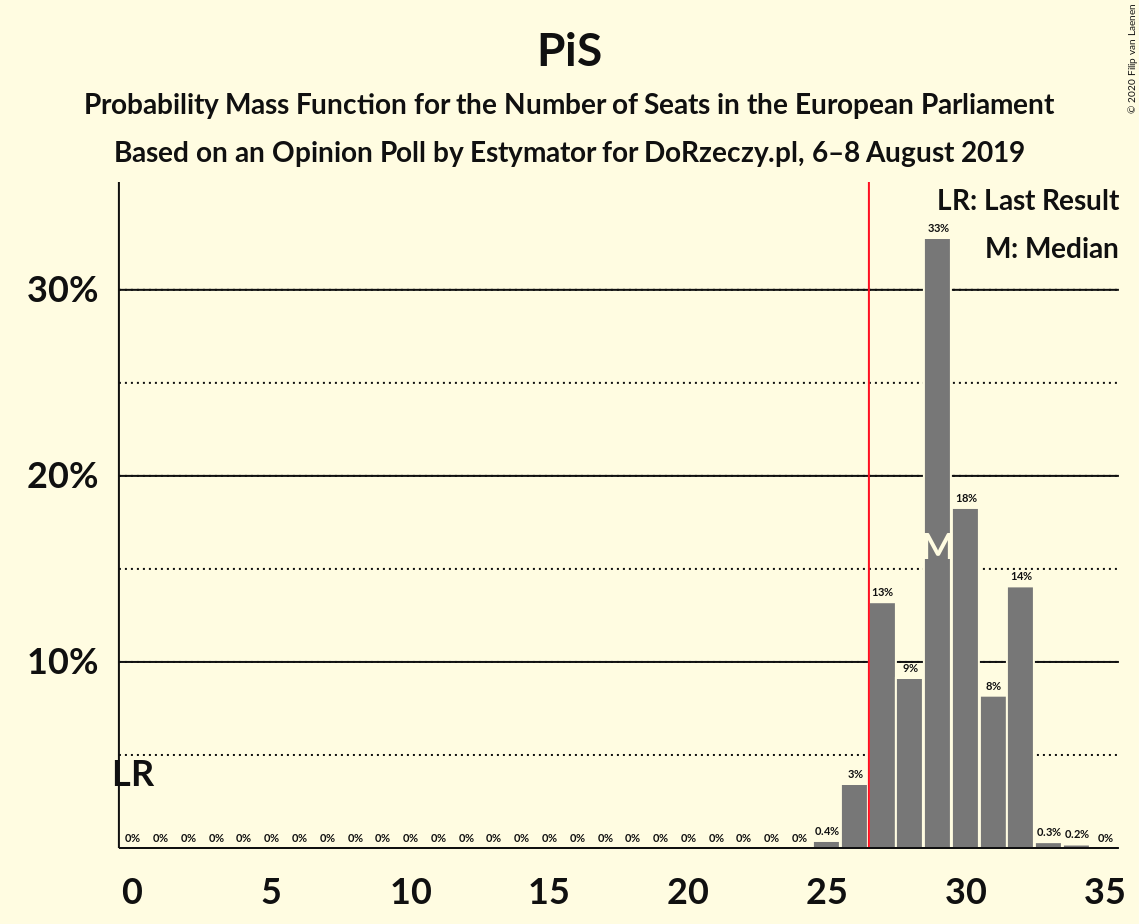 PiS
Probability Mass Function for the Number of Seats in the European Parliament
Based on an Opinion Poll by Estymator for DoRzeczy.pl, 6–8 August 2019
© 2020 Filip van Laenen
LR: Last Result
M: Median
33%
30%
20%
18%
M
14%
13%
10%
9%
8%
LR
3%
0% 0% 0% 0% 0% 0% 0% 0% 0% 0% 0% 0% 0% 0% 0% 0% 0% 0% 0% 0% 0% 0% 0% 0% 0% 0.4% 0.3% 0.2% 0%
0 5 10 15 20 25 30 35